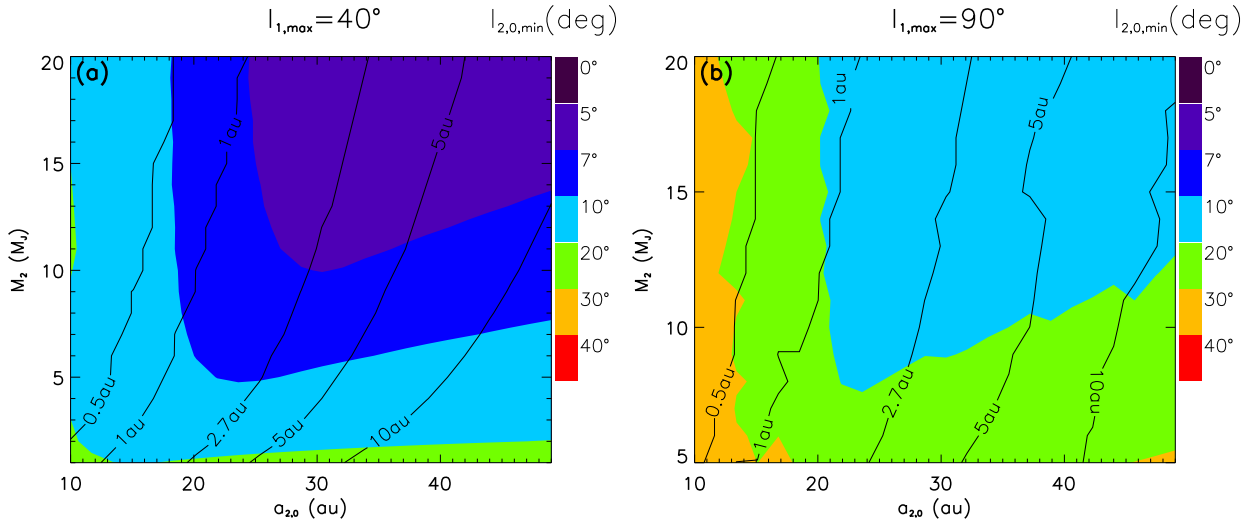 I₁,max=40° I₂,₀,min(deg)
(a)
20
15
10
5
M₂ (M_J)
10 20 30 40
a₂,₀ (au)
0.5au
1au
1au
2.7au
5au
5au
10au
0°
5°
7°
10°
20°
30°
40°
I₁,max=90° I₂,₀,min(deg)
(b)
20
15
10
5
M₂ (M_J)
10 20 30 40
a₂,₀ (au)
0.5au
1au
1au
2.7au
5au
5au
10au
0°
5°
7°
10°
20°
30°
40°